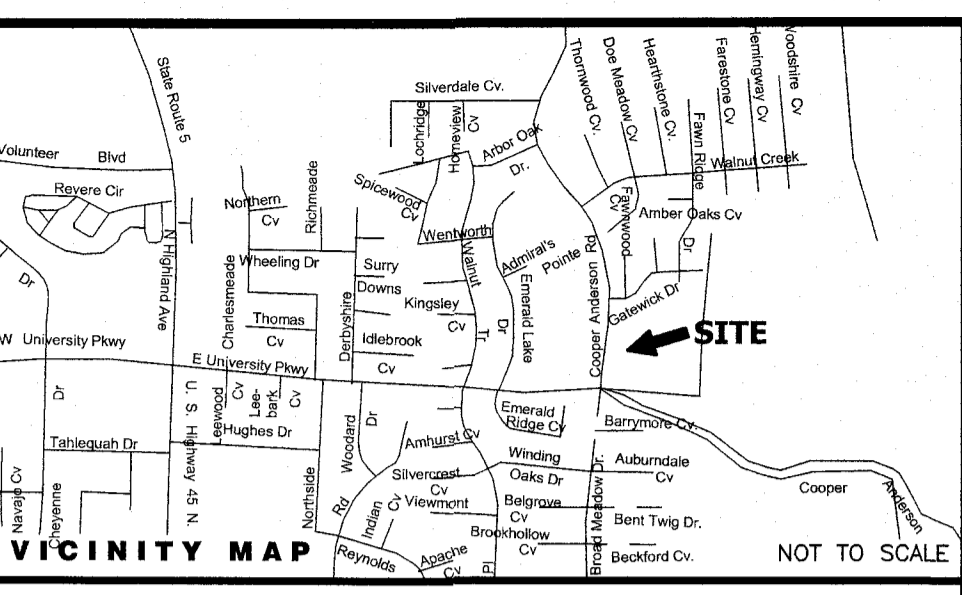 State Route 5
Volunteer Blvd
Revere Cir
N Highland Ave
Dr
W University Pkwy
E University Pkwy
Dr
Tahlequah Dr
Navajo Cv
Cheyenne
U. S. Highway 45 N.
Northern
Cv
Richmeade
Wheeling Dr
Charlesmeade
Thomas
Cv
Derbyshire
Surry
Downs
Kingsley
Cv
Idlebrook
Cv
Leewood
Cv
Lee-
bark
Cv
Hughes Dr
Northside
Woodard
Dr
Rd
Silverdale Cv.
Lochridge
Homeview
Cv
Arbor Oak
Dr.
Spicewood
Cv
Wentworth
Walnut
Tr
Admiral's
Pointe
Emerald Lake
Dr
Cooper Anderson Rd
Thornwood Cv.
Doe Meadow Cv
Hearthstone Cv.
Farestone Cv
Hemingway Cv
Woodshire Cv
Fawn Ridge
Dr
Walnut Creek
Fawnwood
Cv
Amber Oaks Cv
Gatewick Dr
SITE
Emerald
Ridge Cv
Barrymore Cv.
Amhurst Cv
Winding
Oaks Dr
Auburndale
Cv
Silvercrest
Cv
Viewmont
Belgrove
Cv
Bent Twig Dr.
Brookhollow
Cv
Beckford Cv.
Broad Meadow Dr.
Indian
Cv
Reynolds
Apache
Cv
Pl
Cooper
Anderson
VICINITY MAP
NOT TO SCALE